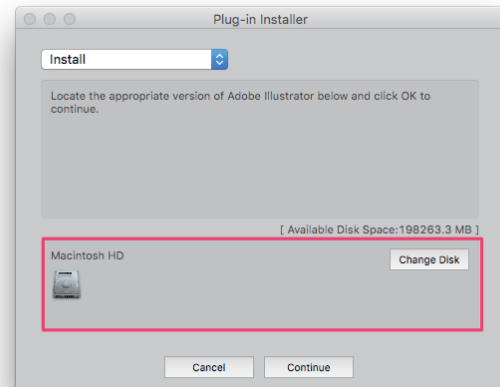 Plug-in Installer
Install
Locate the appropriate version of Adobe Illustrator below and click OK to
continue.
[ Available Disk Space:198263.3 MB ]
Macintosh HD
Change Disk
Cancel
Continue